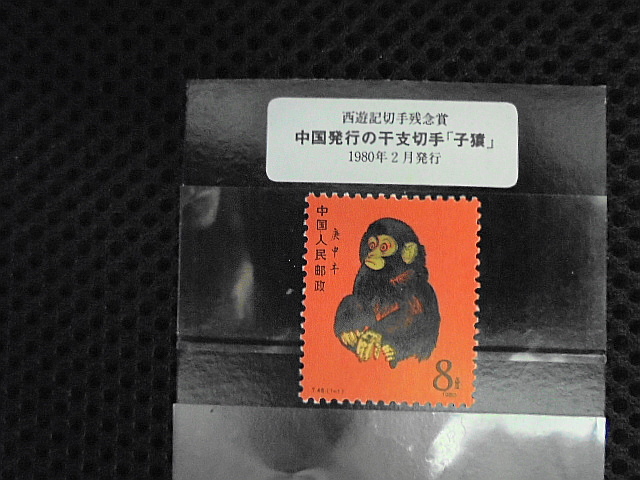 西遊記切手残念賞
中国発行の干支切手「子猿」
1980年2月発行
中国人民邮政
庚申年
8分
1980